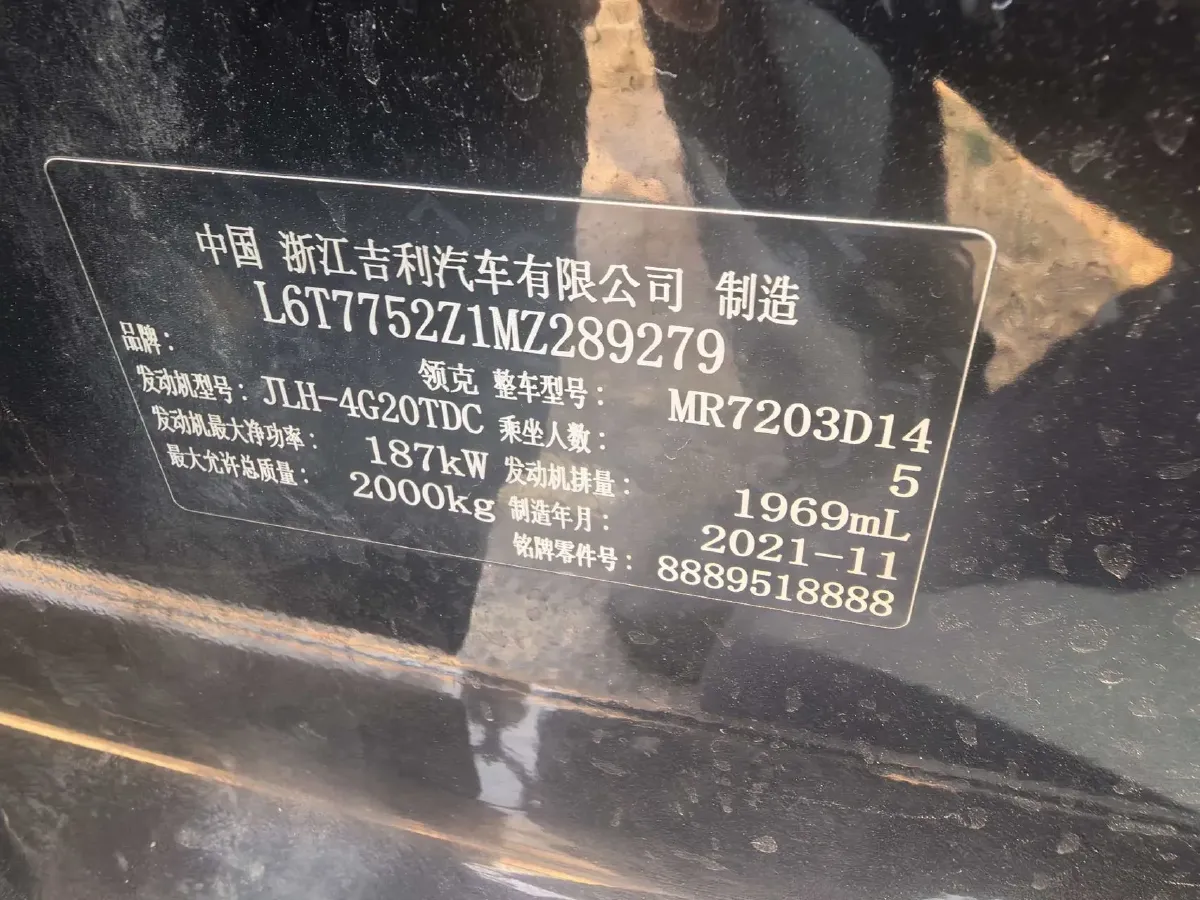 中国 浙江吉利汽车有限公司 制造
L6T7752Z1MZ289279
品牌： 领克 整车型号： MR7203D14
发动机型号： JLH-4G20TDC 乘坐人数： 5
发动机最大净功率： 187kW 发动机排量： 1969mL
最大允许总质量： 2000kg 制造年月： 2021-11
铭牌零件号： 8889518888